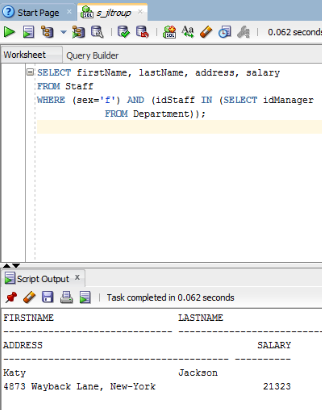 Start Page s_jtroup
0.062 seconds
Worksheet Query Builder
SELECT firstName, lastName, address, salary
FROM Staff
WHERE (sex='f') AND (idStaff IN (SELECT idManager
FROM Department));
Script Output x
Task completed in 0.062 seconds
FIRSTNAME LASTNAME
ADDRESS SALARY
Katy Jackson
4873 Wayback Lane, New-York 21323